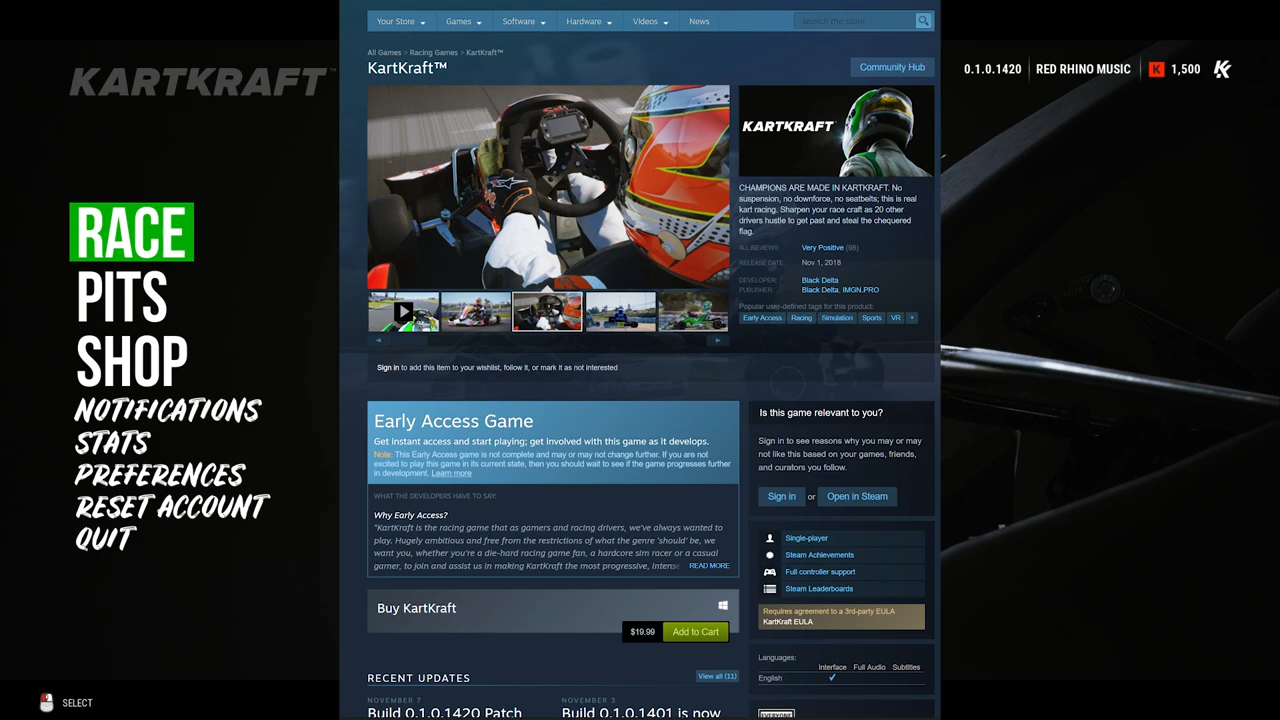 KARTKRAFT™
RACE
PITS
SHOP
NOTIFICATIONS
STATS
PREFERENCES
RESET ACCOUNT
QUIT
SELECT
Your Store
Games
Software
Hardware
Videos
News
search the store
All Games > Racing Games > KartKraft™
KartKraft™
Community Hub
KARTKRAFT
CHAMPIONS ARE MADE IN KARTKRAFT. No
suspension, no downforce, no seatbelts; this is real
kart racing. Sharpen your race craft as 20 other
drivers hustle to get past and steal the chequered
flag.
ALL REVIEWS: Very Positive (98)
RELEASE DATE: Nov 1, 2018
DEVELOPER: Black Delta
PUBLISHER: Black Delta, IMGN.PRO
Popular user-defined tags for this product:
Early Access Racing Simulation Sports VR +
Sign in to add this item to your wishlist, follow it, or mark it as not interested
Early Access Game
Get instant access and start playing; get involved with this game as it develops.
Note: This Early Access game is not complete and may or may not change further. If you are not
excited to play this game in its current state, then you should wait to see if the game progresses further
in development. Learn more
WHAT THE DEVELOPERS HAVE TO SAY:
Why Early Access?
"KartKraft is the racing game that as gamers and racing drivers, we've always wanted to
play. Hugely ambitious and free from the restrictions of what the genre 'should' be, we
want you, whether you're a die-hard racing game fan, a hardcore sim racer or a casual
gamer, to join and assist us in making KartKraft the most progressive, intense
READ MORE
Buy KartKraft
$19.99
Add to Cart
RECENT UPDATES
View all (11)
NOVEMBER 7
Build 0.1.0.1420 Patch
NOVEMBER 3
Build 0.1.0.1401 is now
Is this game relevant to you?
Sign in to see reasons why you may or may
not like this based on your games, friends,
and curators you follow.
Sign in or Open in Steam
Single-player
Steam Achievements
Full controller support
Steam Leaderboards
Requires agreement to a 3rd-party EULA
KartKraft EULA
Languages:
Interface Full Audio Subtitles
English ✔
EVERYONE
0.1.0.1420
RED RHINO MUSIC
K 1,500